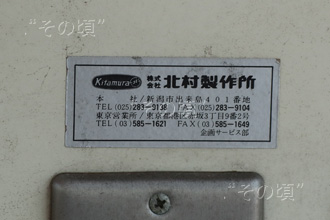 "その頃"
Kitamura 株式会社 北村製作所
本社/新潟市出来島401番地
TEL(025)283-9138 FAX(025)283-9104
東京営業所/東京都港区赤坂3丁目9番2号
TEL(03)585-1621 FAX(03)585-1649
企画サービス部
"その頃"